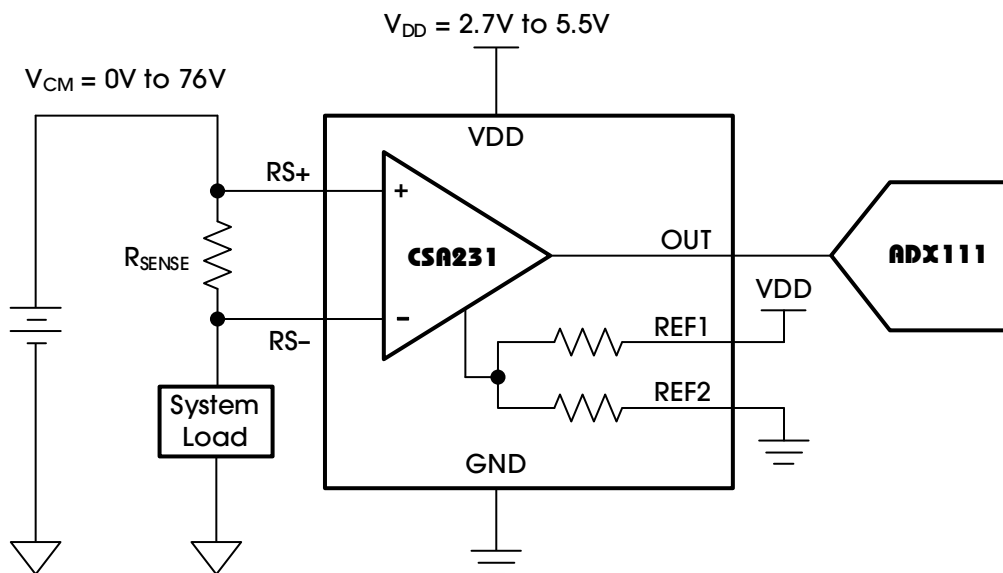 V_DD = 2.7V to 5.5V
V_CM = 0V to 76V
VDD
RS+
+
R_SENSE
CSA231
OUT
ADX111
VDD
−
RS−
REF1
REF2
System
Load
GND